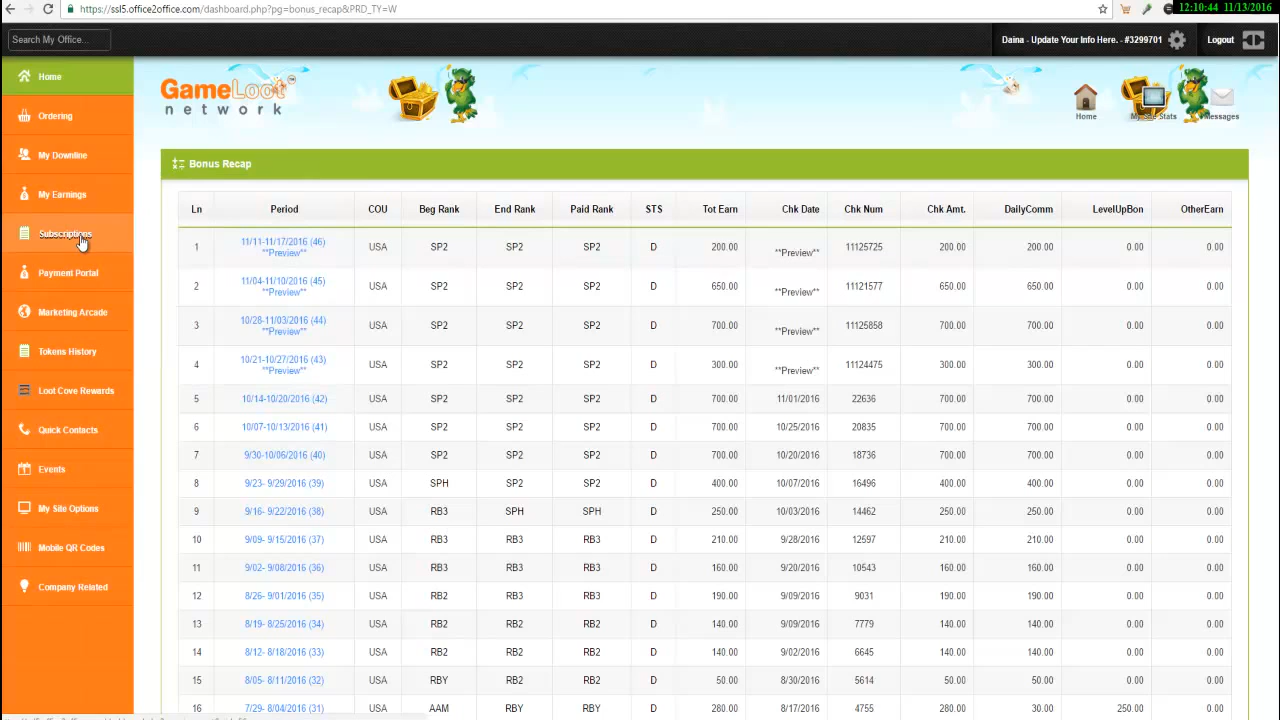 https://ssl5.office2office.com/dashboard.php?pg=bonus_recap&PRD_TY=W
12:10:44 11/13/2016
Search My Office...
Daina - Update Your Info Here. - #3299701
Logout
Home
Ordering
My Downline
My Earnings
Subscriptions
Payment Portal
Marketing Arcade
Tokens History
Loot Cove Rewards
Quick Contacts
Events
My Site Options
Mobile QR Codes
Company Related
GameLoot
network
Home
My Site Stats
Messages
Bonus Recap
Ln Period COU Beg Rank End Rank Paid Rank STS Tot Earn Chk Date Chk Num Chk Amt. DailyComm LevelUpBon OtherEarn
1 11/11-11/17/2016 (46) **Preview** USA SP2 SP2 SP2 D 200.00 **Preview** 11125725 200.00 200.00 0.00 0.00
2 11/04-11/10/2016 (45) **Preview** USA SP2 SP2 SP2 D 650.00 **Preview** 11121577 650.00 650.00 0.00 0.00
3 10/28-11/03/2016 (44) **Preview** USA SP2 SP2 SP2 D 700.00 **Preview** 11125858 700.00 700.00 0.00 0.00
4 10/21-10/27/2016 (43) **Preview** USA SP2 SP2 SP2 D 300.00 **Preview** 11124475 300.00 300.00 0.00 0.00
5 10/14-10/20/2016 (42) USA SP2 SP2 SP2 D 700.00 11/01/2016 22636 700.00 700.00 0.00 0.00
6 10/07-10/13/2016 (41) USA SP2 SP2 SP2 D 700.00 10/25/2016 20835 700.00 700.00 0.00 0.00
7 9/30-10/06/2016 (40) USA SP2 SP2 SP2 D 700.00 10/20/2016 18736 700.00 700.00 0.00 0.00
8 9/23- 9/29/2016 (39) USA SPH SP2 SP2 D 400.00 10/07/2016 16496 400.00 400.00 0.00 0.00
9 9/16- 9/22/2016 (38) USA RB3 SPH SPH D 250.00 10/03/2016 14462 250.00 250.00 0.00 0.00
10 9/09- 9/15/2016 (37) USA RB3 RB3 RB3 D 210.00 9/28/2016 12597 210.00 210.00 0.00 0.00
11 9/02- 9/08/2016 (36) USA RB3 RB3 RB3 D 160.00 9/20/2016 10543 160.00 160.00 0.00 0.00
12 8/26- 9/01/2016 (35) USA RB2 RB3 RB3 D 190.00 9/09/2016 9031 190.00 190.00 0.00 0.00
13 8/19- 8/25/2016 (34) USA RB2 RB2 RB2 D 140.00 9/09/2016 7779 140.00 140.00 0.00 0.00
14 8/12- 8/18/2016 (33) USA RB2 RB2 RB2 D 140.00 9/02/2016 6645 140.00 140.00 0.00 0.00
15 8/05- 8/11/2016 (32) USA RBY RB2 RB2 D 50.00 8/30/2016 5614 50.00 50.00 0.00 0.00
16 7/29- 8/04/2016 (31) USA AAM RBY RBY D 280.00 8/17/2016 4755 280.00 30.00 250.00 0.00